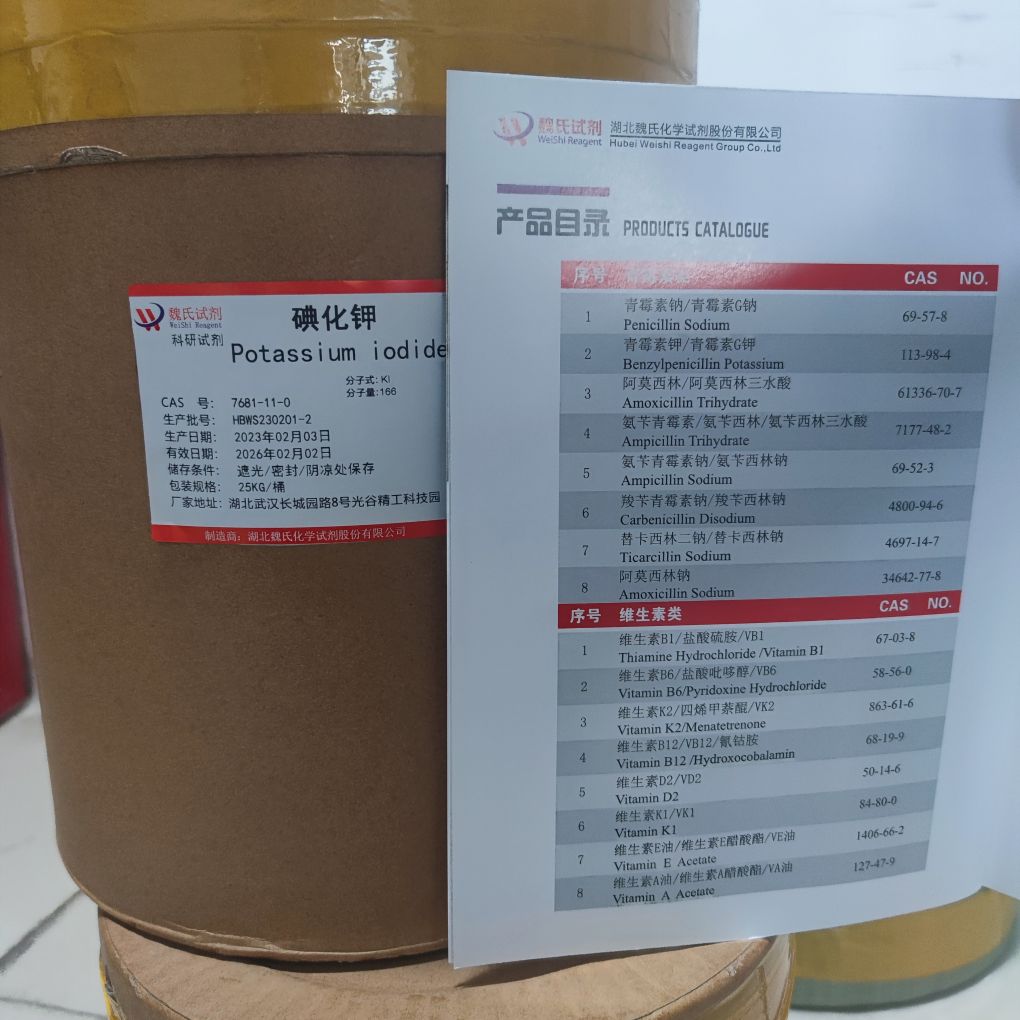 魏氏试剂
WeiShi Reagent
科研试剂
碘化钾
Potassium iodide
分子式: KI
分子量:166
CAS 号: 7681-11-0
生产批号: HBWS230201-2
生产日期: 2023年02月03日
有效日期: 2026年02月02日
储存条件: 遮光/密封/阴凉处保存
包装规格: 25KG/桶
厂家地址: 湖北武汉长城园路8号光谷精工科技园
制造商: 湖北魏氏化学试剂股份有限公司
魏氏试剂
WeiShi Reagent
湖北魏氏化学试剂股份有限公司
Hubei Weishi Reagent Group Co.,Ltd
产品目录 PRODUCTS CATALOGUE
序号 CAS NO.
1 青霉素钠/青霉素G钠 69-57-8
Penicillin Sodium
2 青霉素钾/青霉素G钾 113-98-4
Benzylpenicillin Potassium
3 阿莫西林/阿莫西林三水酸 61336-70-7
Amoxicillin Trihydrate
4 氨苄青霉素/氨苄西林/氨苄西林三水酸 7177-48-2
Ampicillin Trihydrate
5 氨苄青霉素钠/氨苄西林钠 69-52-3
Ampicillin Sodium
6 羧苄青霉素钠/羧苄西林钠 4800-94-6
Carbenicillin Disodium
7 替卡西林二钠/替卡西林钠 4697-14-7
Ticarcillin Sodium
8 阿莫西林钠 34642-77-8
Amoxicillin Sodium
序号 维生素类 CAS NO.
1 维生素B1/盐酸硫胺/VB1 67-03-8
Thiamine Hydrochloride /Vitamin B1
2 维生素B6/盐酸吡哆醇/VB6 58-56-0
Vitamin B6/Pyridoxine Hydrochloride
3 维生素K2/四烯甲萘醌/VK2 863-61-6
Vitamin K2/Menatetrenone
4 维生素B12/VB12/氰钴胺 68-19-9
Vitamin B12 /Hydroxocobalamin
5 维生素D2/VD2 50-14-6
Vitamin D2
6 维生素K1/VK1 84-80-0
Vitamin K1
7 维生素E油/维生素E醋酸酯/VE油 1406-66-2
Vitamin E Acetate
8 维生素A油/维生素A醋酸酯/VA油 127-47-9
Vitamin A Acetate